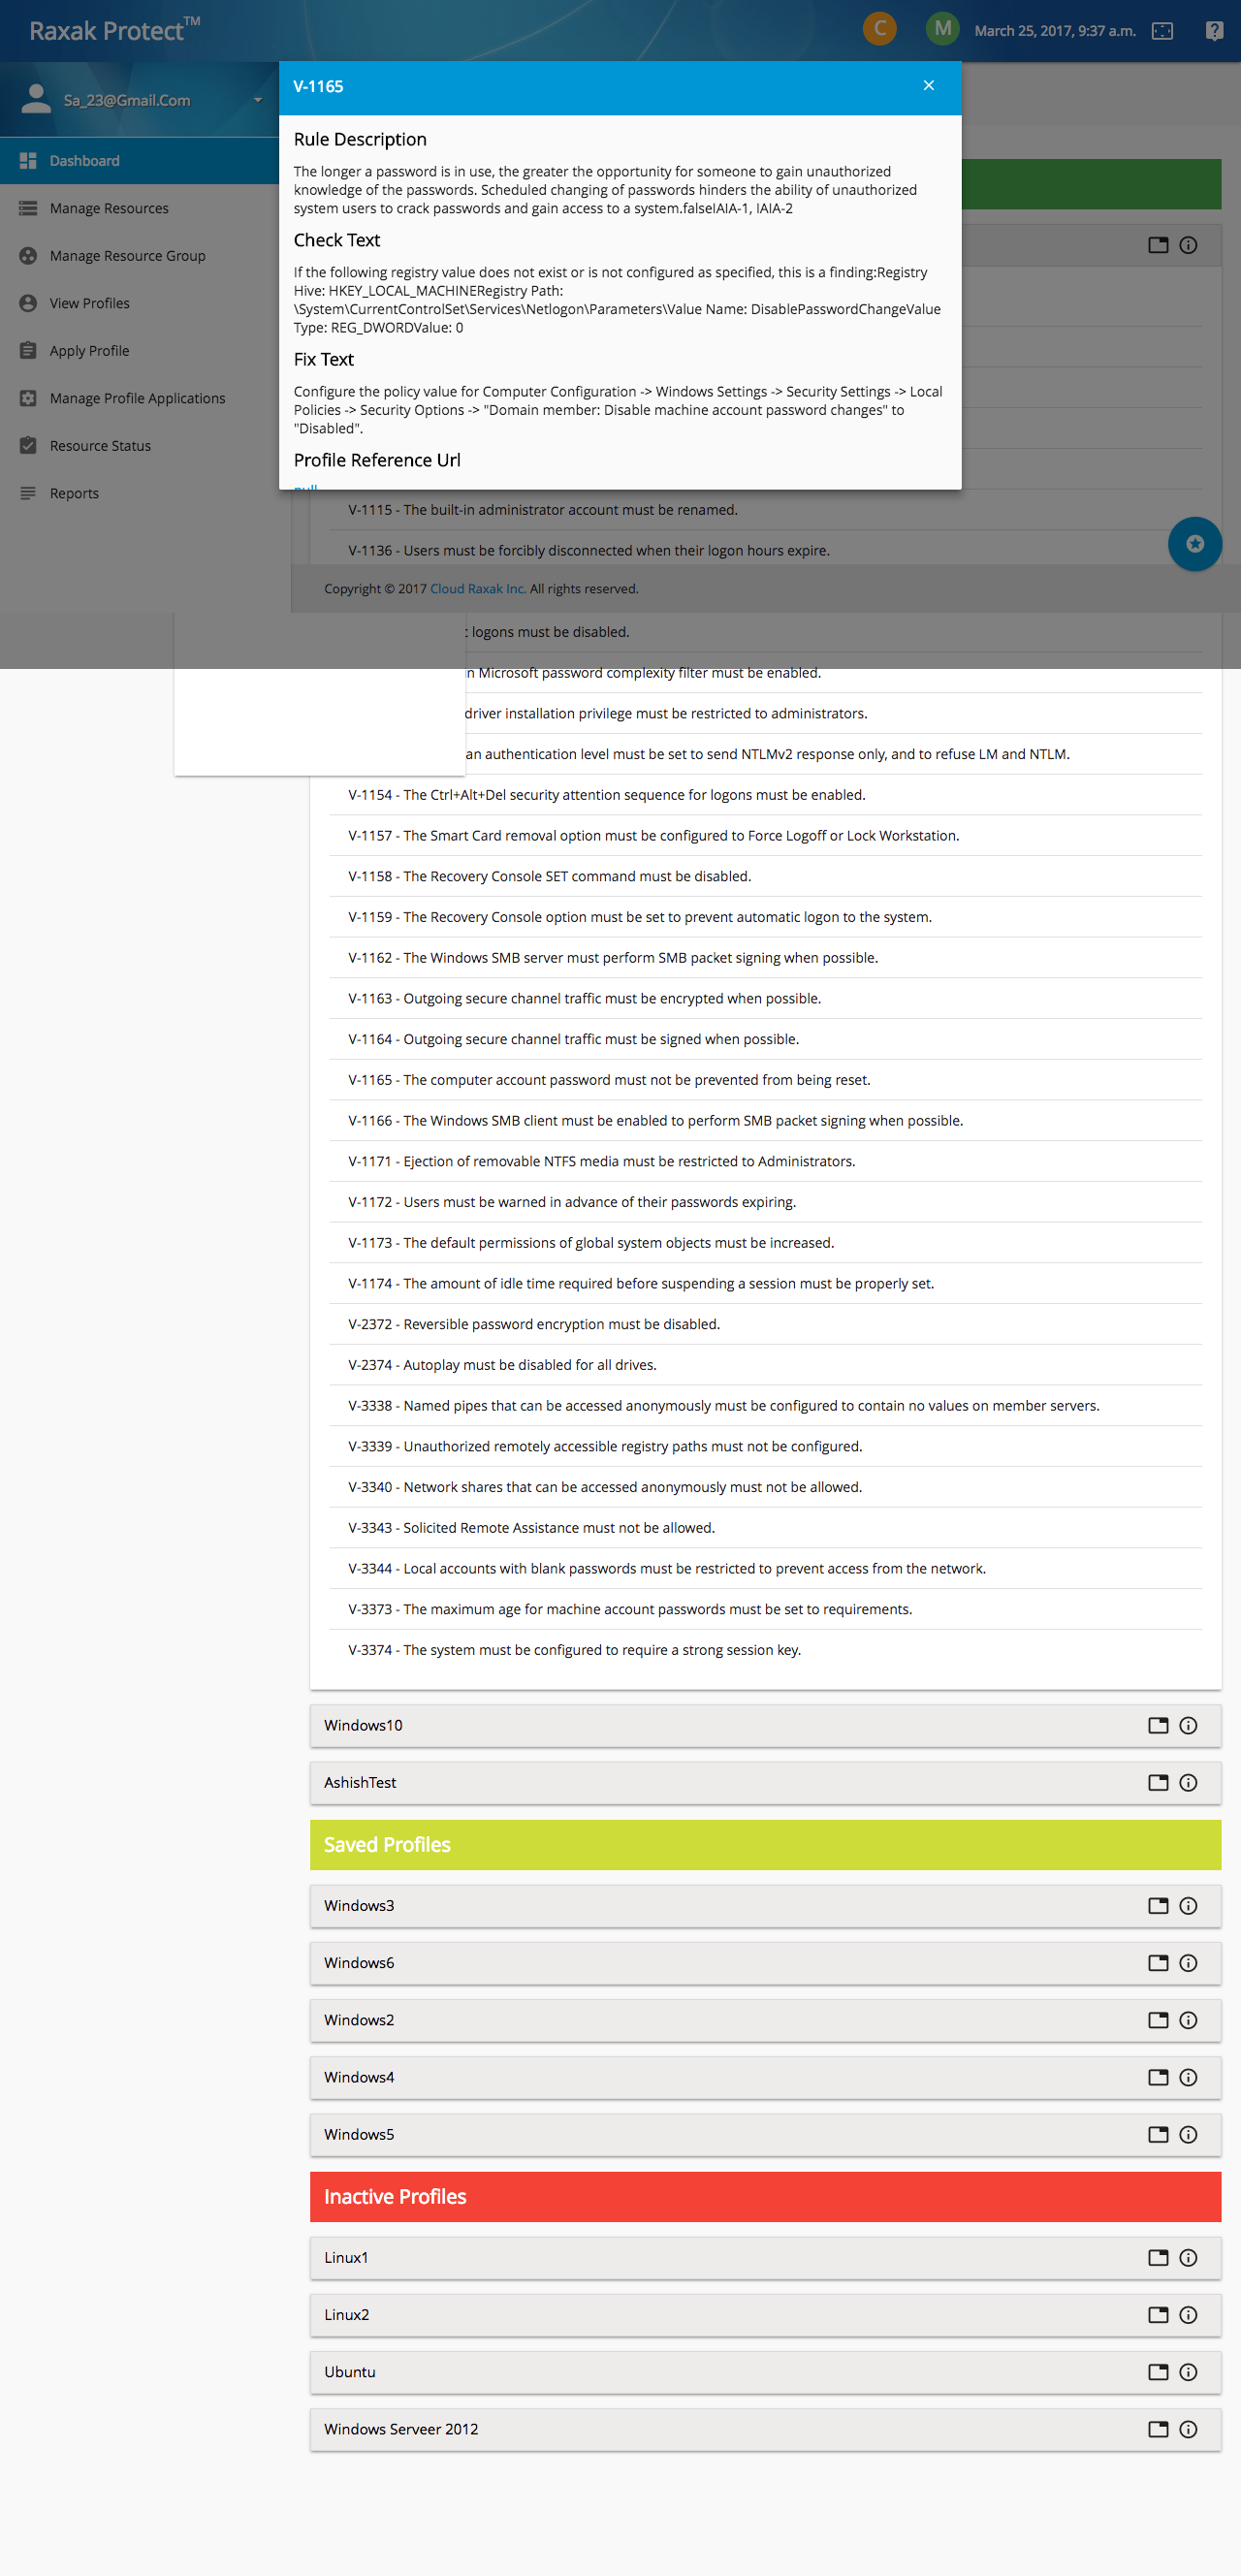 Raxak Protect™
C
M
March 25, 2017, 9:37 a.m.
Sa_23@Gmail.Com
Dashboard
Manage Resources
Manage Resource Group
View Profiles
Apply Profile
Manage Profile Applications
Resource Status
Reports
V-1165
Rule Description
The longer a password is in use, the greater the opportunity for someone to gain unauthorized
knowledge of the passwords. Scheduled changing of passwords hinders the ability of unauthorized
system users to crack passwords and gain access to a system.falseIAIA-1, IAIA-2
Check Text
If the following registry value does not exist or is not configured as specified, this is a finding:Registry
Hive: HKEY_LOCAL_MACHINERegistry Path:
\System\CurrentControlSet\Services\Netlogon\Parameters\Value Name: DisablePasswordChangeValue
Type: REG_DWORDValue: 0
Fix Text
Configure the policy value for Computer Configuration -> Windows Settings -> Security Settings -> Local
Policies -> Security Options -> "Domain member: Disable machine account password changes" to
"Disabled".
Profile Reference Url
V-1115 - The built-in administrator account must be renamed.
V-1136 - Users must be forcibly disconnected when their logon hours expire.
Copyright © 2017 Cloud Raxak Inc. All rights reserved.
logons must be disabled.
Microsoft password complexity filter must be enabled.
driver installation privilege must be restricted to administrators.
an authentication level must be set to send NTLMv2 response only, and to refuse LM and NTLM.
V-1154 - The Ctrl+Alt+Del security attention sequence for logons must be enabled.
V-1157 - The Smart Card removal option must be configured to Force Logoff or Lock Workstation.
V-1158 - The Recovery Console SET command must be disabled.
V-1159 - The Recovery Console option must be set to prevent automatic logon to the system.
V-1162 - The Windows SMB server must perform SMB packet signing when possible.
V-1163 - Outgoing secure channel traffic must be encrypted when possible.
V-1164 - Outgoing secure channel traffic must be signed when possible.
V-1165 - The computer account password must not be prevented from being reset.
V-1166 - The Windows SMB client must be enabled to perform SMB packet signing when possible.
V-1171 - Ejection of removable NTFS media must be restricted to Administrators.
V-1172 - Users must be warned in advance of their passwords expiring.
V-1173 - The default permissions of global system objects must be increased.
V-1174 - The amount of idle time required before suspending a session must be properly set.
V-2372 - Reversible password encryption must be disabled.
V-2374 - Autoplay must be disabled for all drives.
V-3338 - Named pipes that can be accessed anonymously must be configured to contain no values on member servers.
V-3339 - Unauthorized remotely accessible registry paths must not be configured.
V-3340 - Network shares that can be accessed anonymously must not be allowed.
V-3343 - Solicited Remote Assistance must not be allowed.
V-3344 - Local accounts with blank passwords must be restricted to prevent access from the network.
V-3373 - The maximum age for machine account passwords must be set to requirements.
V-3374 - The system must be configured to require a strong session key.
Windows10
AshishTest
Saved Profiles
Windows3
Windows6
Windows2
Windows4
Windows5
Inactive Profiles
Linux1
Linux2
Ubuntu
Windows Serveer 2012